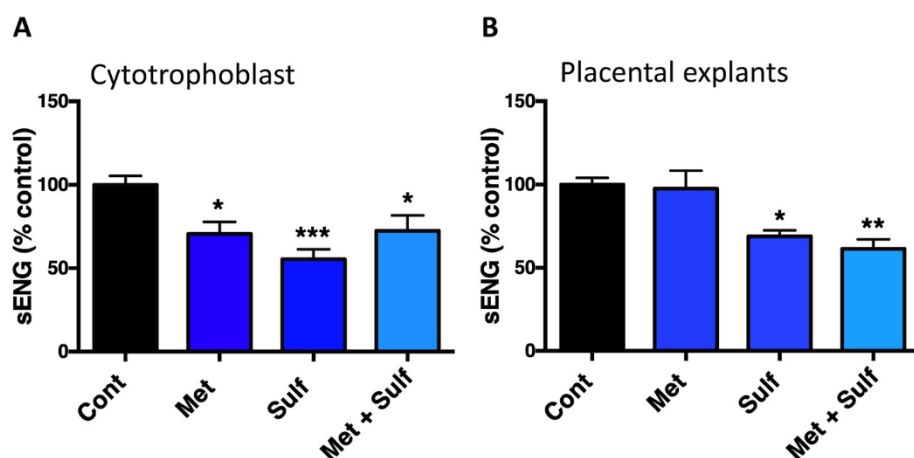 A
Cytotrophoblast
sENG (% control)
150
100
50
0
*
***
*
Cont
Met
Sulf
Met + Sulf
B
Placental explants
sENG (% control)
150
100
50
0
*
**
Cont
Met
Sulf
Met + Sulf